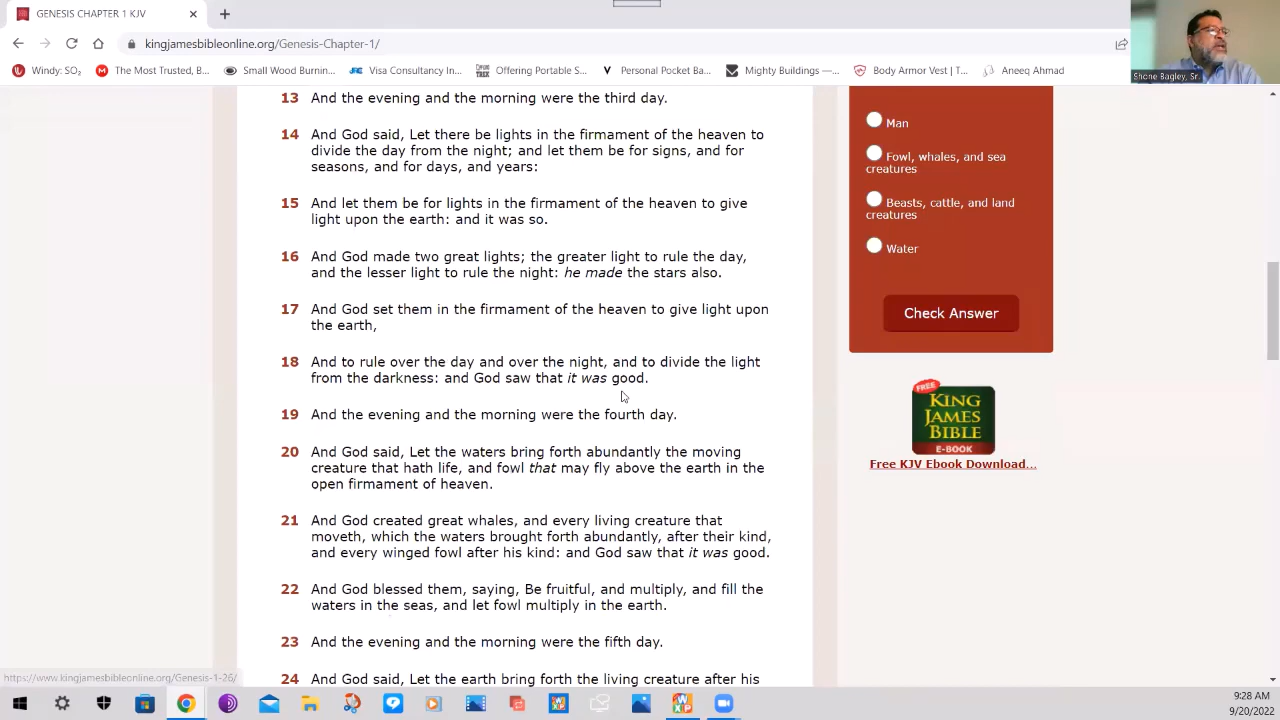 GENESIS CHAPTER 1 KJV
kingjamesbibleonline.org/Genesis-Chapter-1/
Windy: SO₂
The Most Trusted, B...
Small Wood Burnin...
Visa Consultancy In...
Offering Portable S...
Personal Pocket Ba...
Mighty Buildings —...
Body Armor Vest | T...
Aneeq Ahmad
Shone Bagley, Sr.
13 And the evening and the morning were the third day.
14 And God said, Let there be lights in the firmament of the heaven to
divide the day from the night; and let them be for signs, and for
seasons, and for days, and years:
15 And let them be for lights in the firmament of the heaven to give
light upon the earth: and it was so.
16 And God made two great lights; the greater light to rule the day,
and the lesser light to rule the night: he made the stars also.
17 And God set them in the firmament of the heaven to give light upon
the earth,
18 And to rule over the day and over the night, and to divide the light
from the darkness: and God saw that it was good.
19 And the evening and the morning were the fourth day.
20 And God said, Let the waters bring forth abundantly the moving
creature that hath life, and fowl that may fly above the earth in the
open firmament of heaven.
21 And God created great whales, and every living creature that
moveth, which the waters brought forth abundantly, after their kind,
and every winged fowl after his kind: and God saw that it was good.
22 And God blessed them, saying, Be fruitful, and multiply, and fill the
waters in the seas, and let fowl multiply in the earth.
23 And the evening and the morning were the fifth day.
24 And God said, Let the earth bring forth the living creature after his
Man
Fowl, whales, and sea
creatures
Beasts, cattle, and land
creatures
Water
Check Answer
FREE
KING
JAMES
BIBLE
E-BOOK
Free KJV Ebook Download...
https://www.kingjamesbibleonline.org/Genesis-1-26/
9:28 AM
9/20/2022